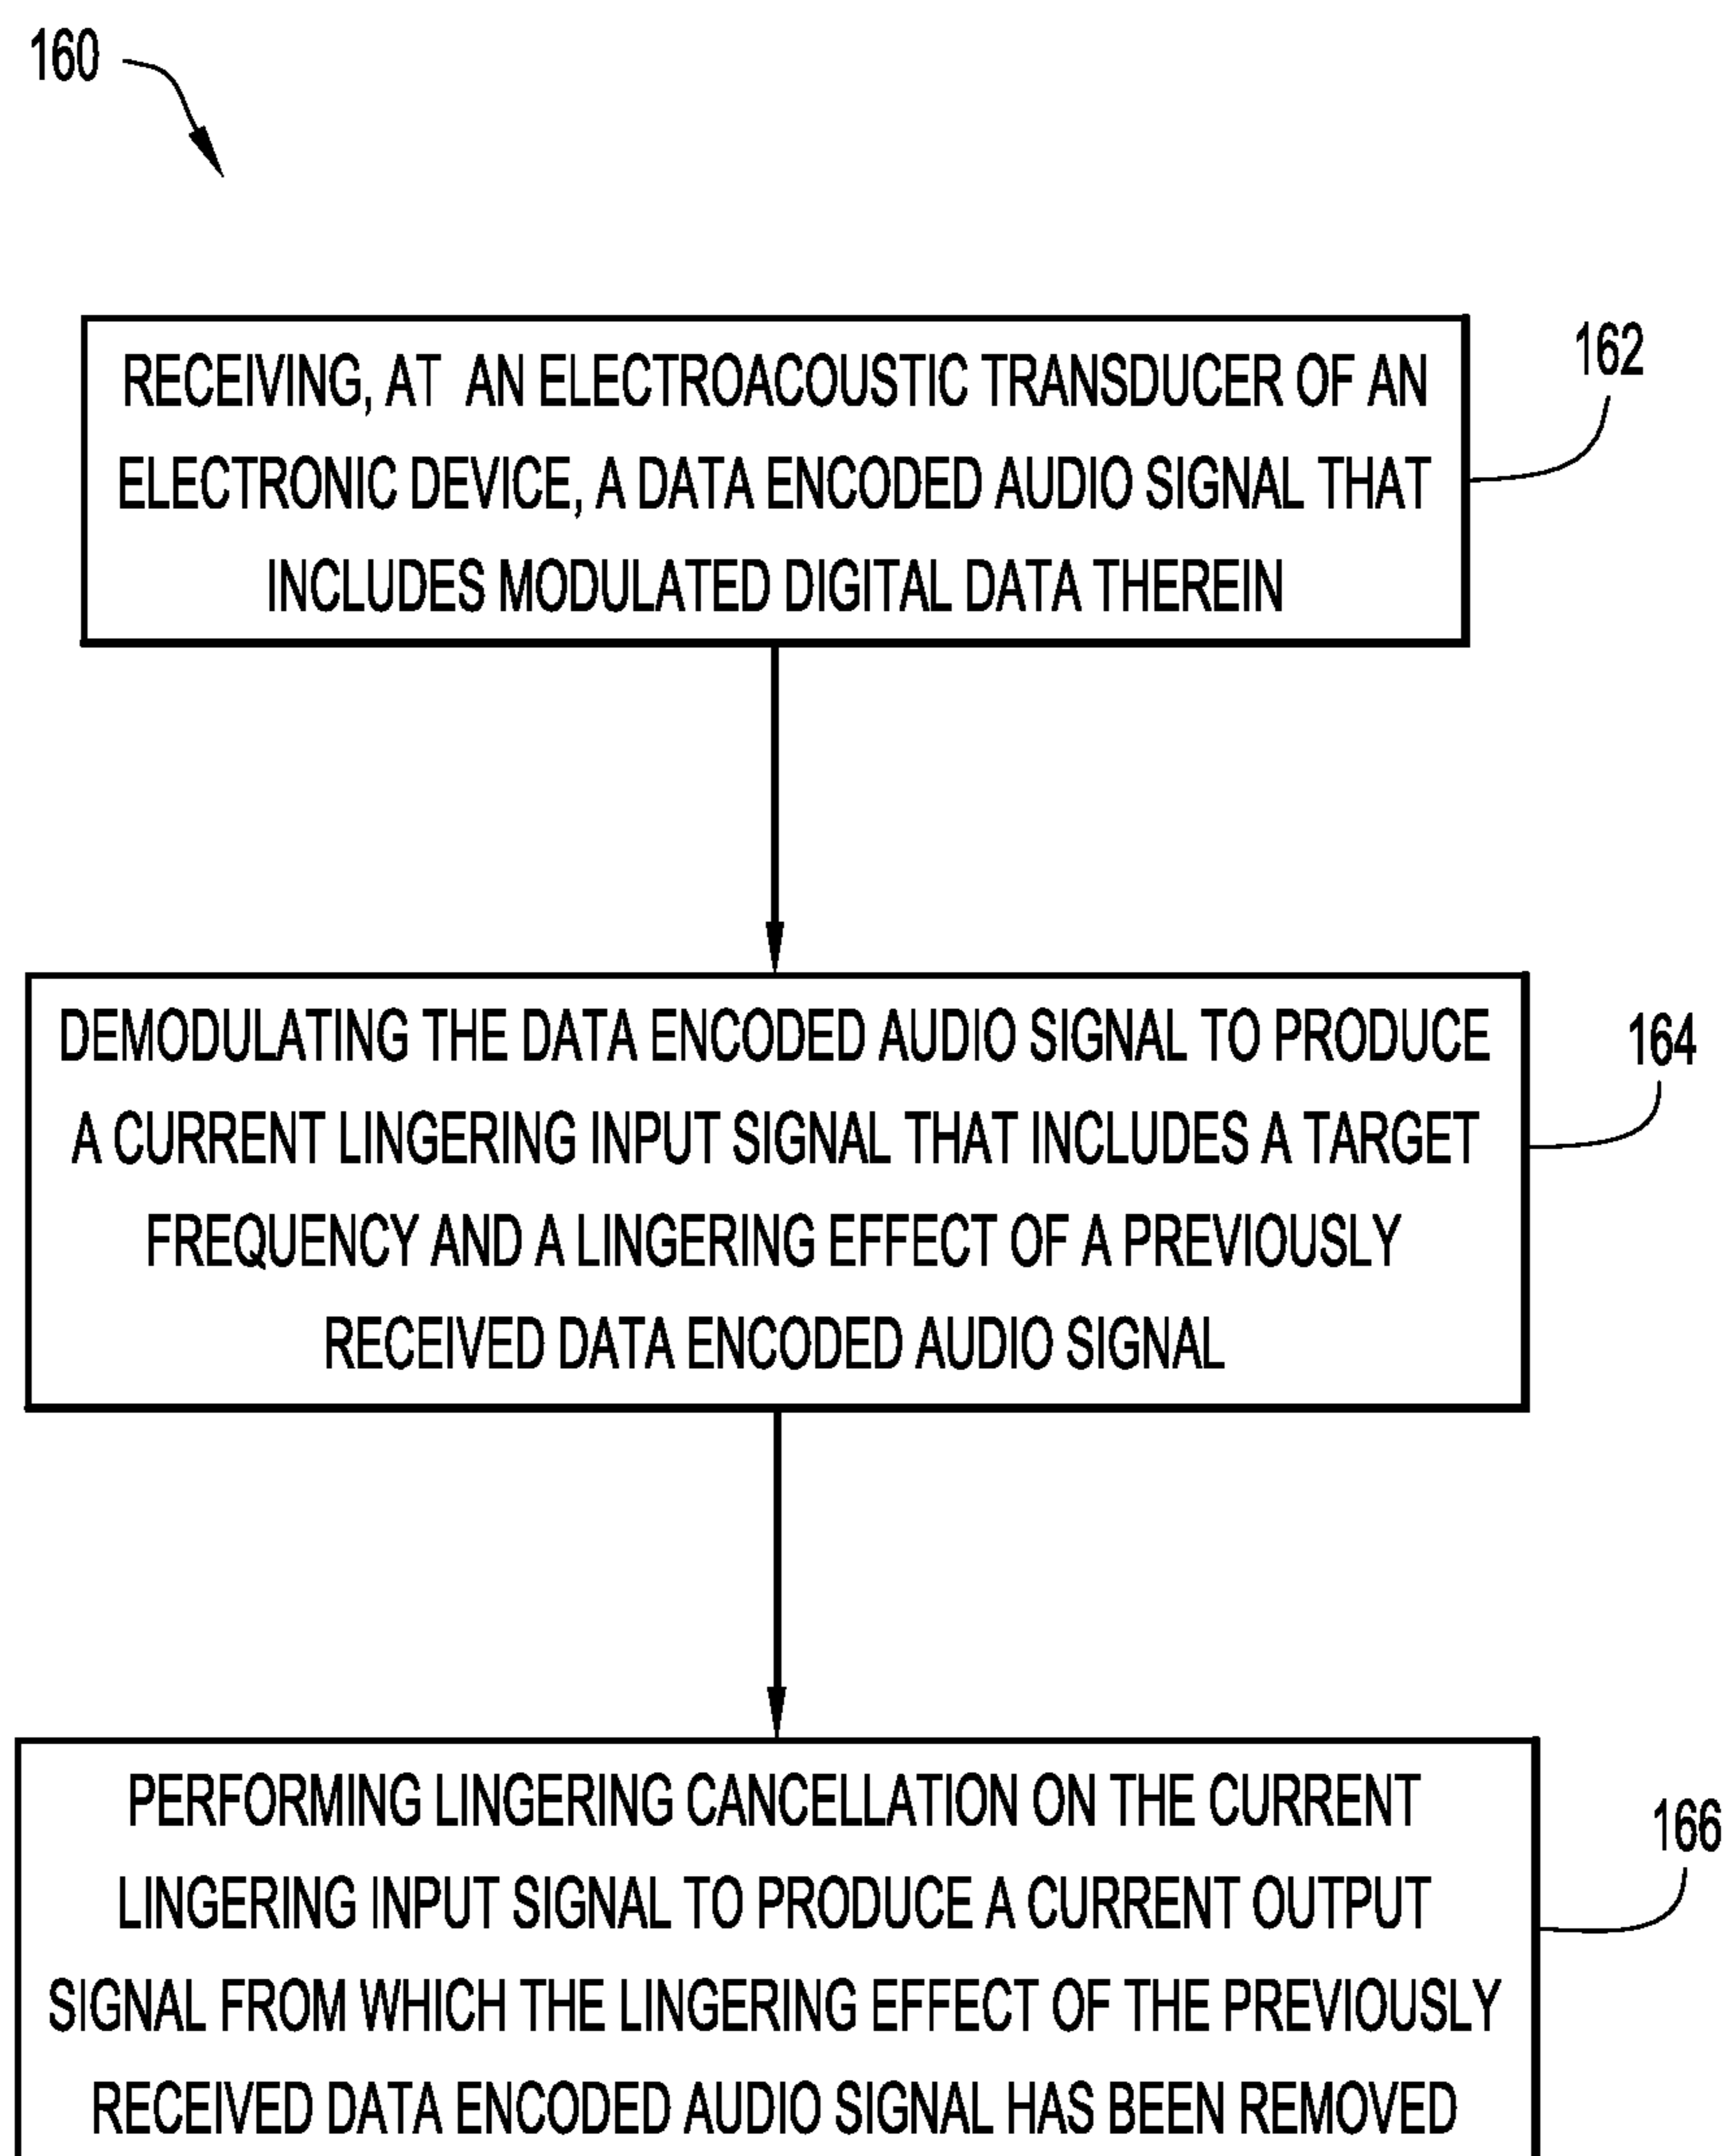 160
RECEIVING, AT AN ELECTROACOUSTIC TRANSDUCER OF AN
ELECTRONIC DEVICE, A DATA ENCODED AUDIO SIGNAL THAT
INCLUDES MODULATED DIGITAL DATA THEREIN
162
DEMODULATING THE DATA ENCODED AUDIO SIGNAL TO PRODUCE
A CURRENT LINGERING INPUT SIGNAL THAT INCLUDES A TARGET
FREQUENCY AND A LINGERING EFFECT OF A PREVIOUSLY
RECEIVED DATA ENCODED AUDIO SIGNAL
164
PERFORMING LINGERING CANCELLATION ON THE CURRENT
LINGERING INPUT SIGNAL TO PRODUCE A CURRENT OUTPUT
SIGNAL FROM WHICH THE LINGERING EFFECT OF THE PREVIOUSLY
RECEIVED DATA ENCODED AUDIO SIGNAL HAS BEEN REMOVED
166